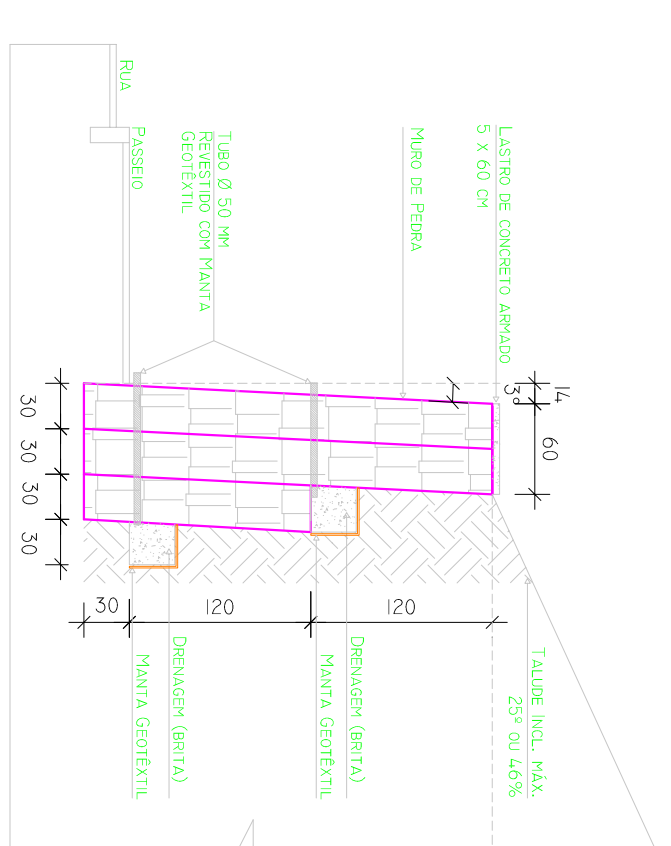 RUA
PASSEIO
TUBO Ø 50 MM
REVESTIDO COM MANTA
GEOTÊXTIL
MURO DE PEDRA
LASTRO DE CONCRETO ARMADO
5 X 60 CM
14
3º
60
30
30
30
30
30
120
120
DRENAGEM (BRITA)
MANTA GEOTÊXTIL
DRENAGEM (BRITA)
MANTA GEOTÊXTIL
TALUDE INCL. MÁX.
25º OU 46%